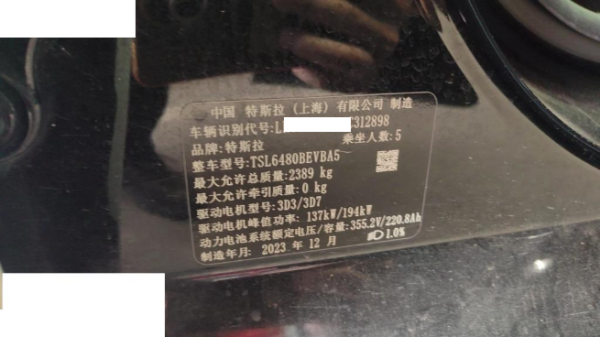 中国 特斯拉（上海）有限公司 制造
车辆识别代号:L C312898
品牌:特斯拉 乘坐人数:5
整车型号:TSL6480BEVBA5
最大允许总质量:2389 kg
最大允许牵引质量:0 kg
驱动电机型号:3D3/3D7
驱动电机峰值功率: 137kW/194kW
动力电池系统额定电压/容量:355.2V/220.8Ah
制造年月: 2023 年 12 月 1.0%